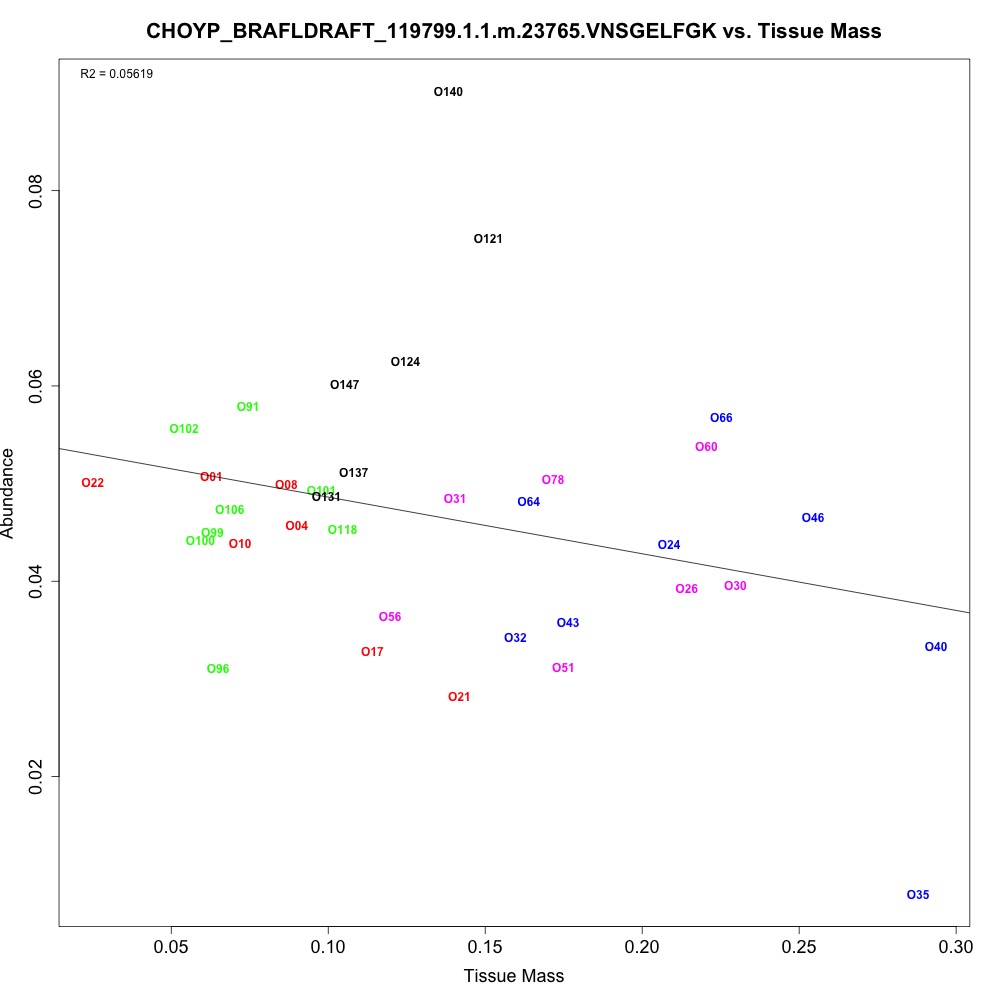 CHOYP_BRAFLDRAFT_119799.1.1.m.23765.VNSGELFGK vs. Tissue Mass
R2 = 0.05619
O140
0.08
O121
O124
O147
0.06
O91
O66
O102
O60
O137
O01
O78
O22
O08
O101
O131
O31
O64
O106
O46
O04
O118
O99
O100
O10
O24
Abundance
0.04
O26
O30
O56
O43
O32
O17
O40
O96
O51
O21
0.02
O35
0.05
0.10
0.15
0.20
0.25
0.30
Tissue Mass